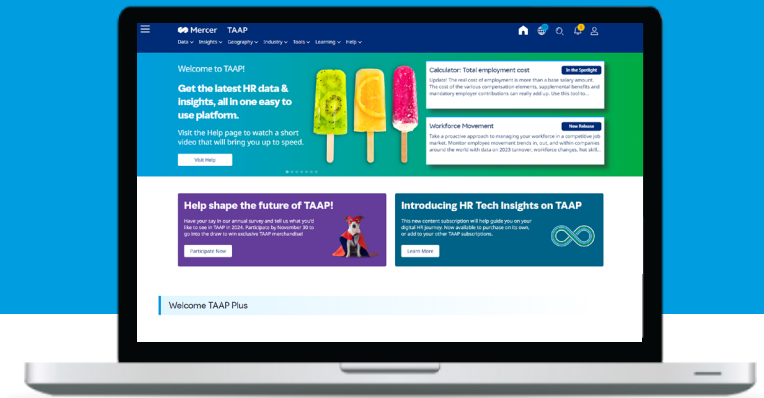 Mercer TAAP
Data Insights Geography Industry Tools Learning Help
Welcome to TAAP!
Get the latest HR data &
insights, all in one easy to
use platform.
Visit the Help page to watch a short
video that will bring you up to speed.
Visit Help
Calculator: Total employment cost
In the Spotlight
Update! The real cost of employment is more than a base salary amount.
The cost of the various compensation elements, supplemental benefits and
mandatory employer contributions can really add up. Use this tool to...
Workforce Movement
New Release
Take a proactive approach to managing your workforce in a competitive job
market. Monitor employee movement trends in, out, and within companies
around the world with data on 2023 turnover, workforce changes, Not skill...
Help shape the future of TAAP!
Have your say in our annual survey and tell us what you'd
like to see in TAAP in 2024. Participate by November 30 to
go into the draw to win exclusive TAAP merchandise!
Participate Now
Introducing HR Tech Insights on TAAP
This new content subscription will help guide you on your
digital HR journey. Now available to purchase on its own,
or add to your other TAAP subscriptions.
Learn More
Welcome TAAP Plus